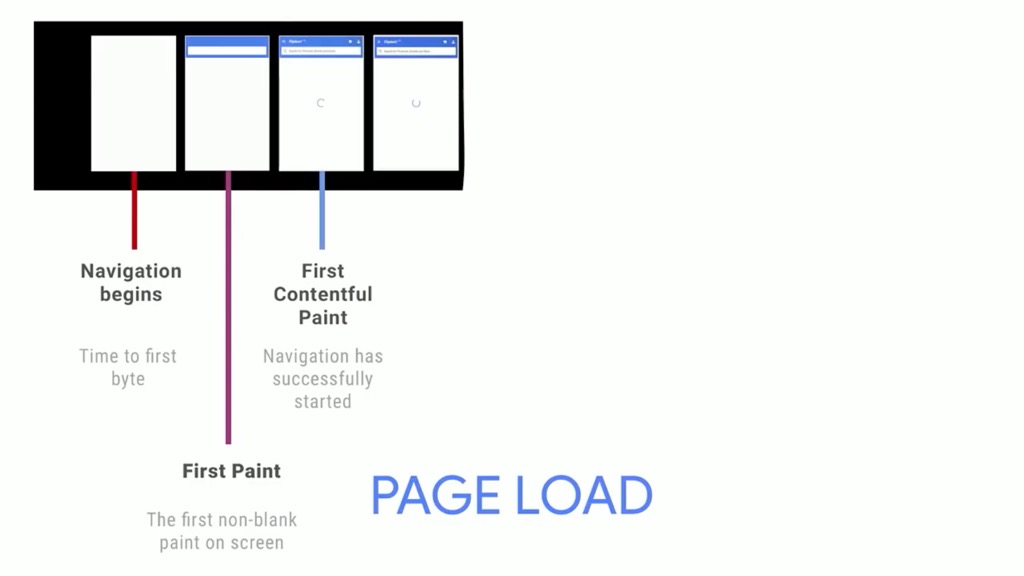 Navigation
begins
Time to first
byte
First
Contentful
Paint
Navigation has
successfully
started
First Paint
The first non-blank
paint on screen
PAGE LOAD